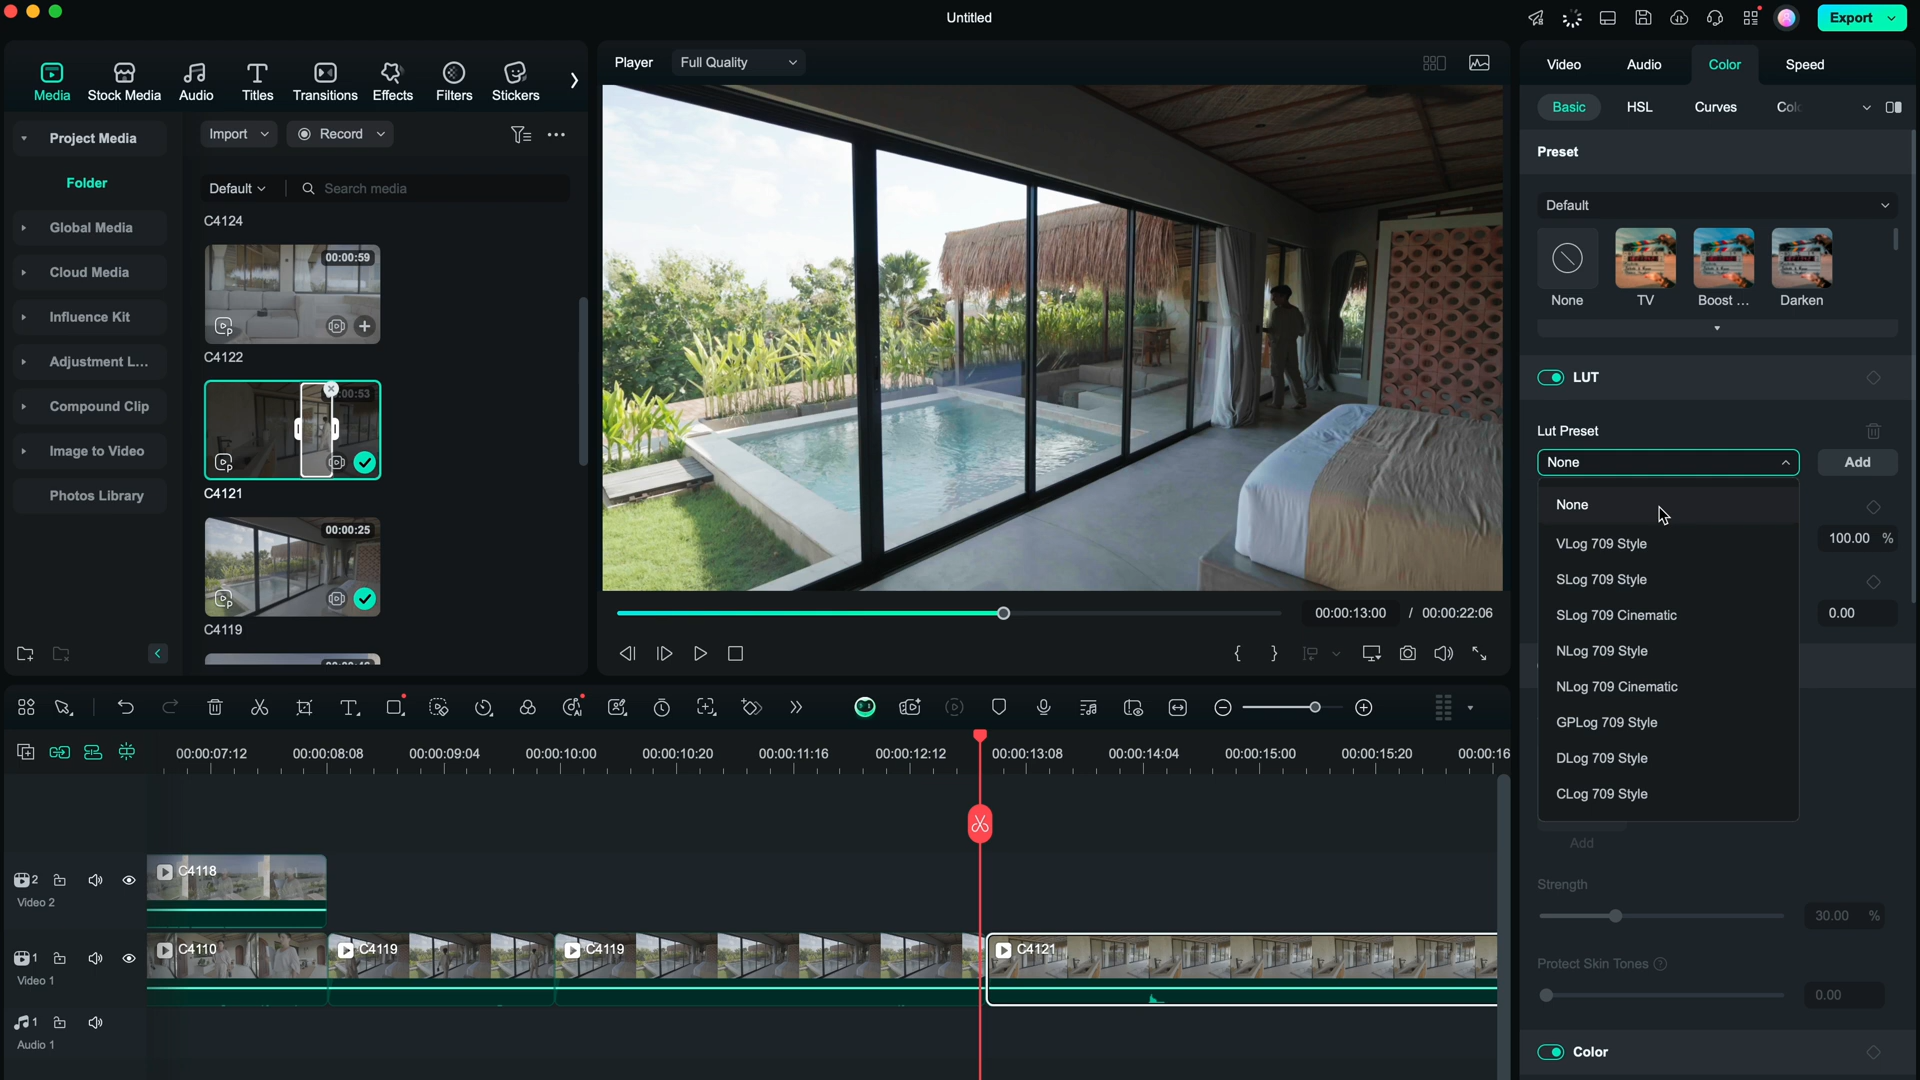 Untitled
Export
Media
Stock Media
Audio
Titles
Transitions
Effects
Filters
Stickers
Project Media
Folder
Global Media
Cloud Media
Influence Kit
Adjustment L...
Compound Clip
Image to Video
Photos Library
Import
Record
Default
Search media
C4124
00:00:59
C4122
00:00:53
C4121
00:00:25
C4119
Player
Full Quality
00:00:13:00 / 00:00:22:06
Video
Audio
Color
Speed
Basic
HSL
Curves
Preset
Default
None
TV
Boost ...
Darken
LUT
Lut Preset
None
Add
None
VLog 709 Style
SLog 709 Style
SLog 709 Cinematic
NLog 709 Style
NLog 709 Cinematic
GPLog 709 Style
DLog 709 Style
CLog 709 Style
100.00 %
0.00
Add
Strength
30.00 %
Protect Skin Tones
0.00
Color
00:00:07:12
00:00:08:08
00:00:09:04
00:00:10:00
00:00:10:20
00:00:11:16
00:00:12:12
00:00:13:08
00:00:14:04
00:00:15:00
00:00:15:20
00:00:16
2
Video 2
C4118
1
Video 1
C4110
C4119
C4119
C4121
1
Audio 1